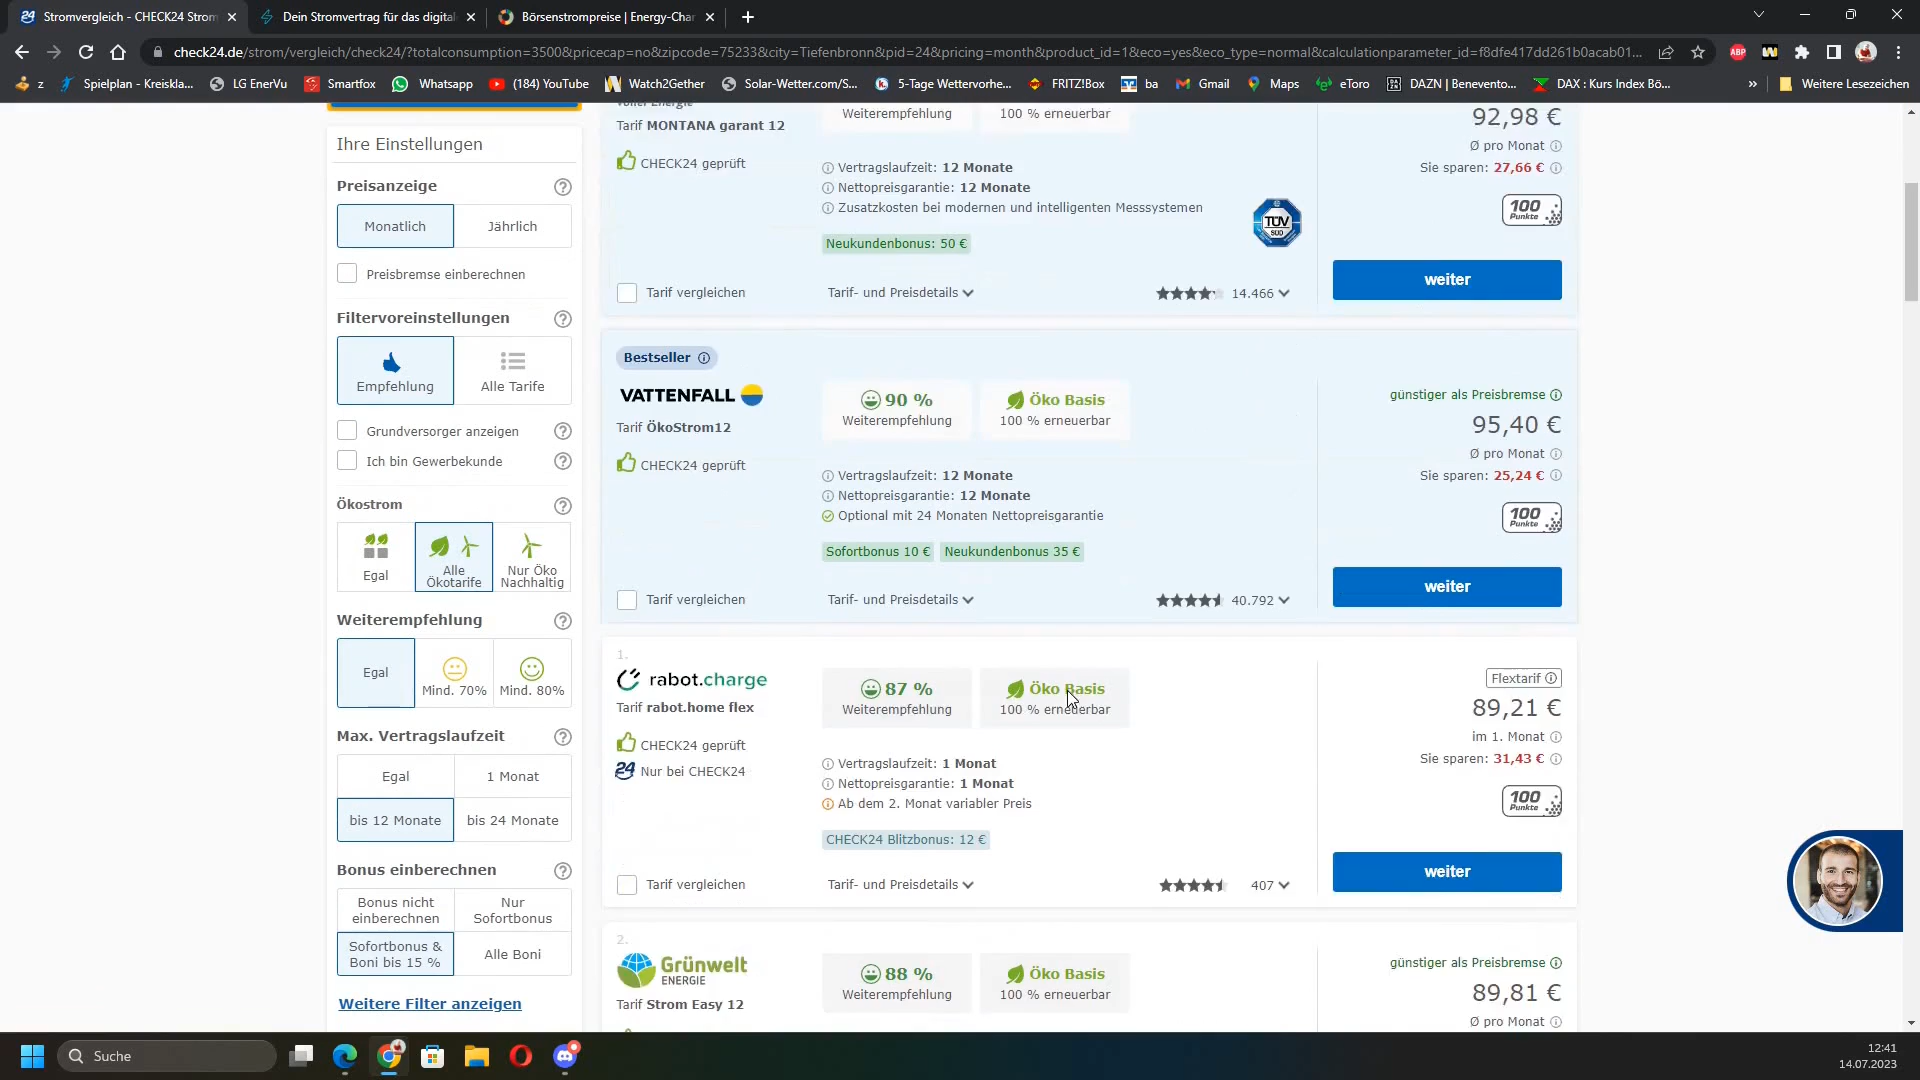 Stromvergleich - CHECK24 Strom
Dein Stromvertrag für das digital
Börsenstrompreise | Energy-Char
check24.de/strom/vergleich/check24/?totalconsumption=3500&pricecap=no&zipcode=75233&city=Tiefenbronn&pid=24&pricing=month&product_id=1&eco=yes&eco_type=normal&calculationparameter_id=f8dfe417dd261b0acab01...
z
Spielplan - Kreiskla...
LG EnerVu
Smartfox
Whatsapp
(184) YouTube
Watch2Gether
Solar-Wetter.com/S...
5-Tage Wettervorhe...
FRITZ!Box
ba
Gmail
Maps
eToro
DAZN | Benevento...
DAX : Kurs Index Bö...
»
Weitere Lesezeichen
Ihre Einstellungen
Preisanzeige
Monatlich
Jährlich
Preisbremse einberechnen
Filtervoreinstellungen
Empfehlung
Alle Tarife
Grundversorger anzeigen
Ich bin Gewerbekunde
Ökostrom
Egal
Alle
Ökotarife
Nur Öko
Nachhaltig
Weiterempfehlung
Egal
Mind. 70%
Mind. 80%
Max. Vertragslaufzeit
Egal
1 Monat
bis 12 Monate
bis 24 Monate
Bonus einberechnen
Bonus nicht
einberechnen
Nur
Sofortbonus
Sofortbonus &
Boni bis 15 %
Alle Boni
Weitere Filter anzeigen
voller Energie
Tarif MONTANA garant 12
CHECK24 geprüft
Weiterempfehlung
100 % erneuerbar
Vertragslaufzeit: 12 Monate
Nettopreisgarantie: 12 Monate
Zusatzkosten bei modernen und intelligenten Messsystemen
Neukundenbonus: 50 €
TÜV
SÜD
92,98 €
Ø pro Monat
Sie sparen: 27,66 €
100
Punkte
weiter
Tarif vergleichen
Tarif- und Preisdetails
14.466
Bestseller
VATTENFALL
Tarif ÖkoStrom12
CHECK24 geprüft
90 %
Weiterempfehlung
Öko Basis
100 % erneuerbar
Vertragslaufzeit: 12 Monate
Nettopreisgarantie: 12 Monate
Optional mit 24 Monaten Nettopreisgarantie
Sofortbonus 10 €
Neukundenbonus 35 €
günstiger als Preisbremse
95,40 €
Ø pro Monat
Sie sparen: 25,24 €
100
Punkte
weiter
Tarif vergleichen
Tarif- und Preisdetails
40.792
1.
rabot.charge
Tarif rabot.home flex
CHECK24 geprüft
24 Nur bei CHECK24
87 %
Weiterempfehlung
Öko Basis
100 % erneuerbar
Vertragslaufzeit: 1 Monat
Nettopreisgarantie: 1 Monat
Ab dem 2. Monat variabler Preis
CHECK24 Blitzbonus: 12 €
Flextarif
89,21 €
im 1. Monat
Sie sparen: 31,43 €
100
Punkte
weiter
Tarif vergleichen
Tarif- und Preisdetails
407
2.
Grünwelt
ENERGIE
Tarif Strom Easy 12
88 %
Weiterempfehlung
Öko Basis
100 % erneuerbar
günstiger als Preisbremse
89,81 €
Ø pro Monat
Suche
12:41
14.07.2023